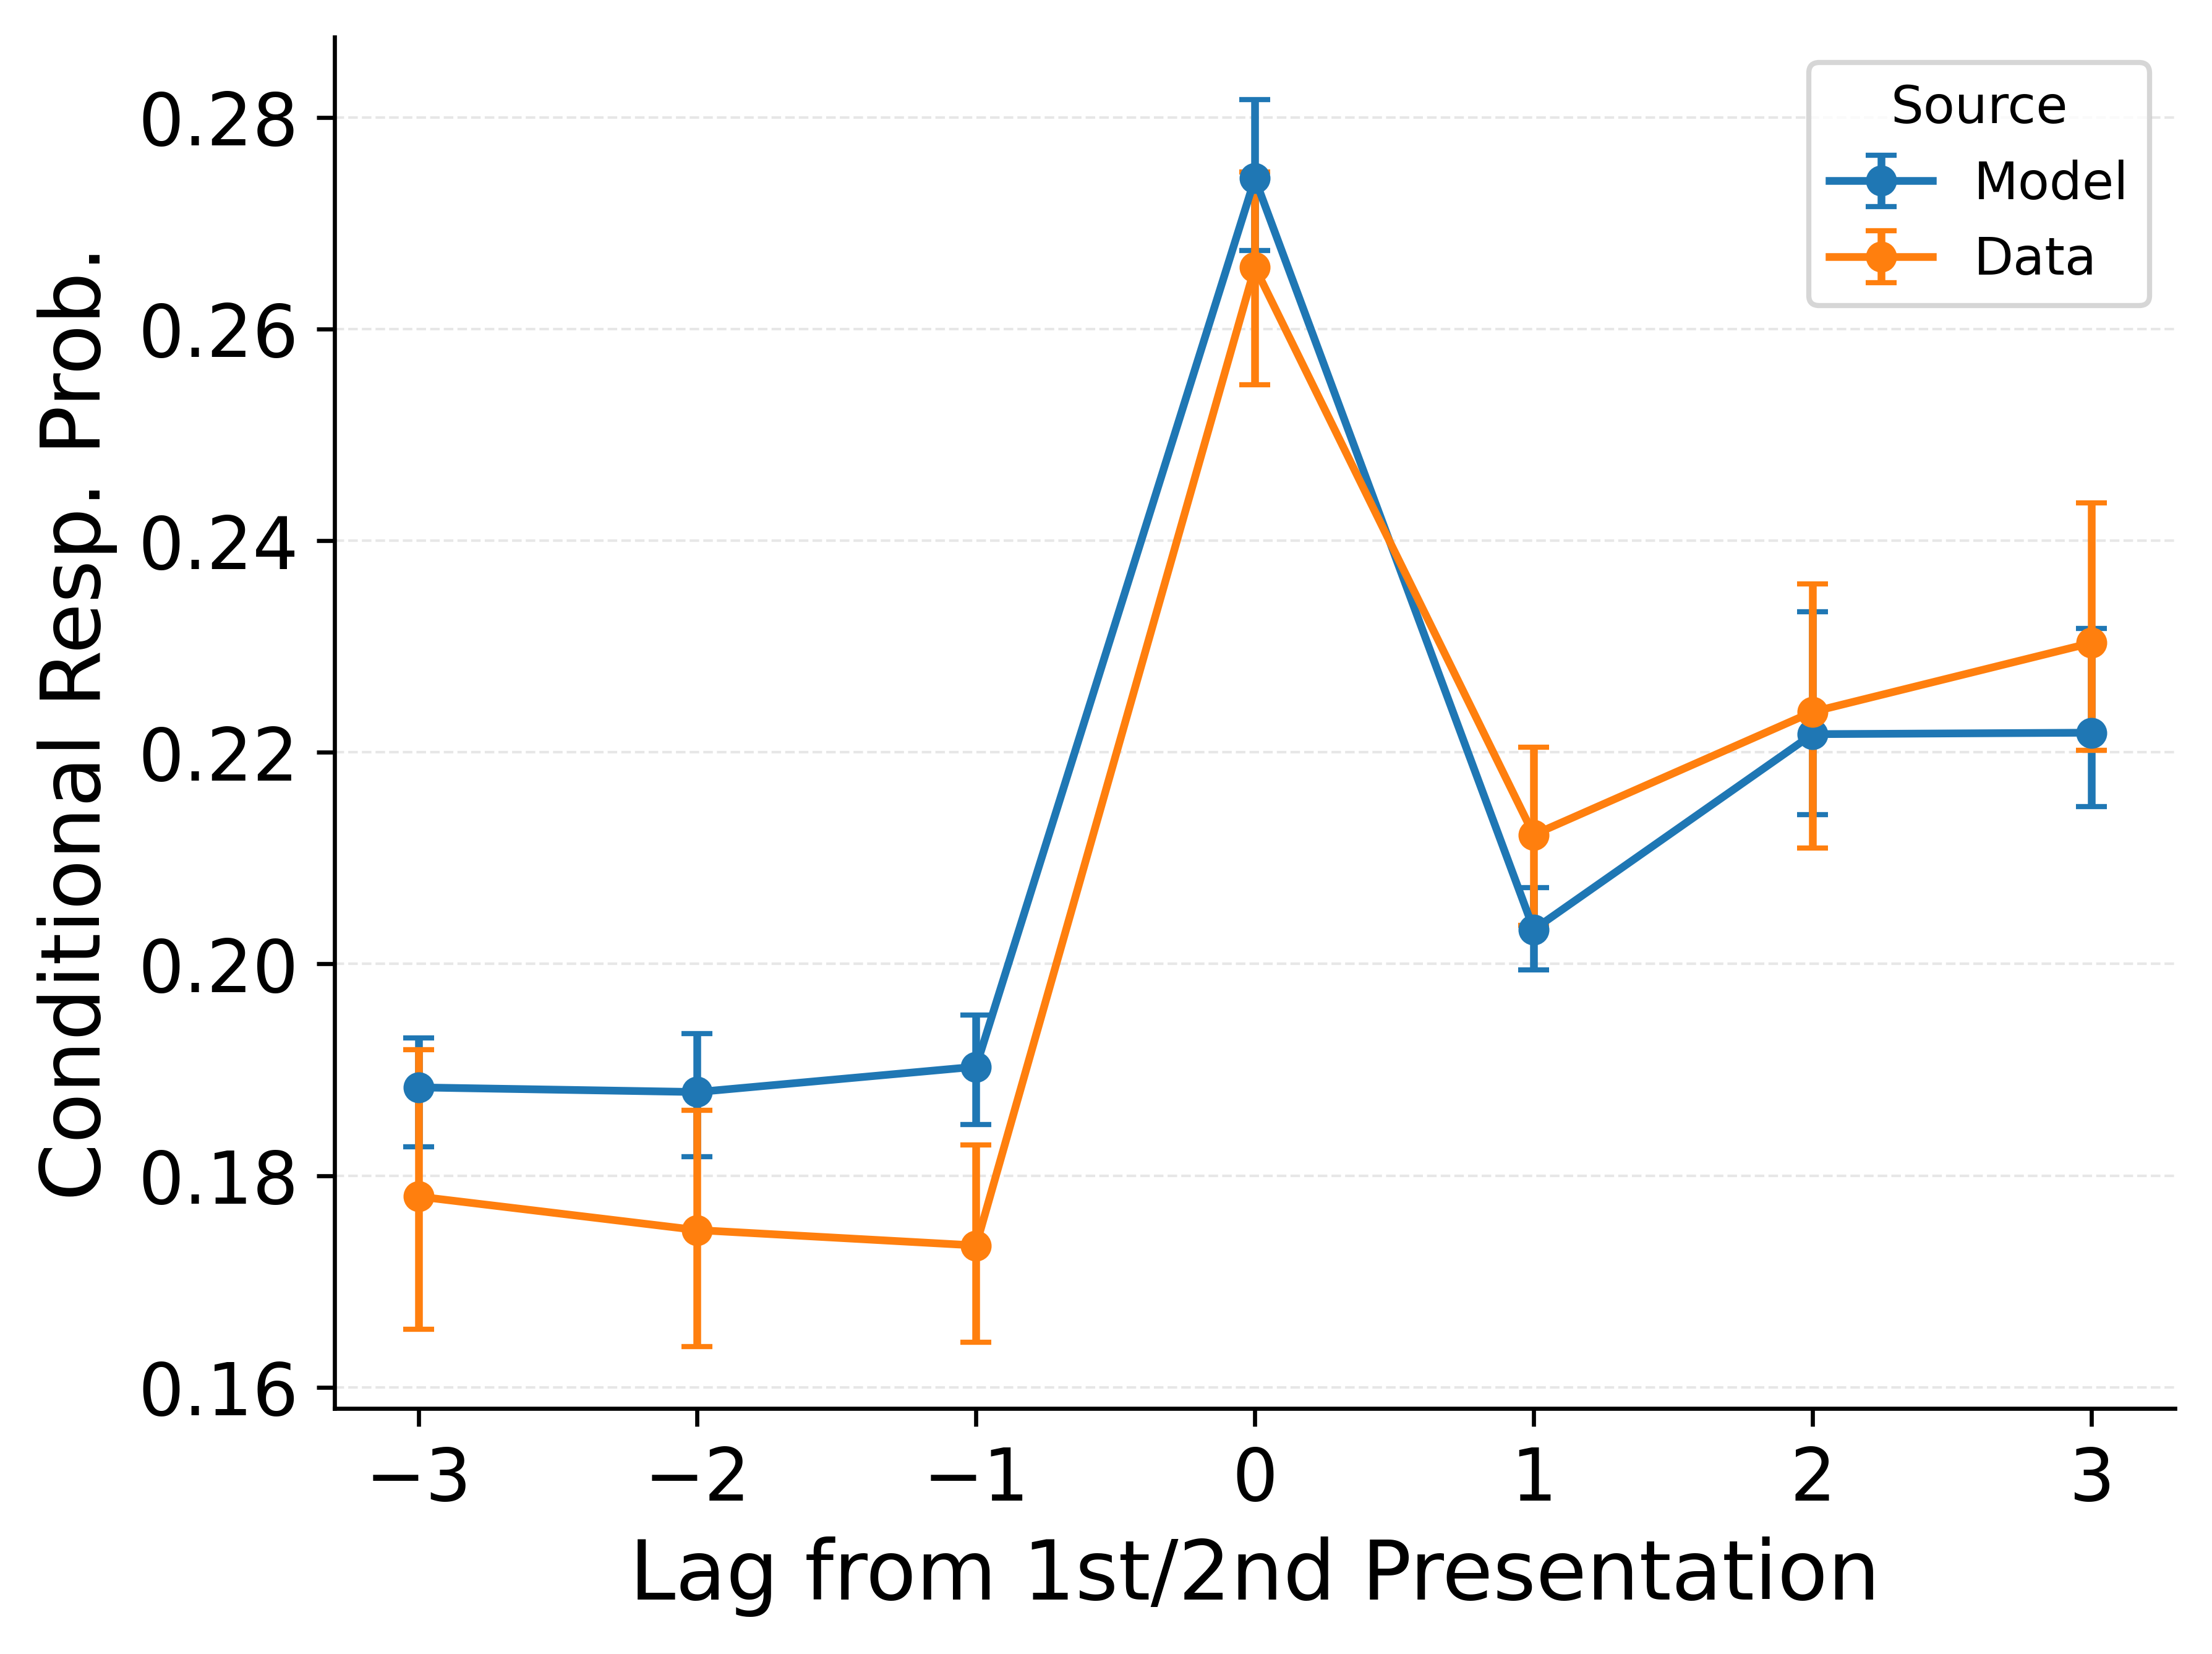 Conditional Resp. Prob.
0.28
0.26
0.24
0.22
0.20
0.18
0.16
Source
Model
Data
−3 −2 −1 0 1 2 3
Lag from 1st/2nd Presentation